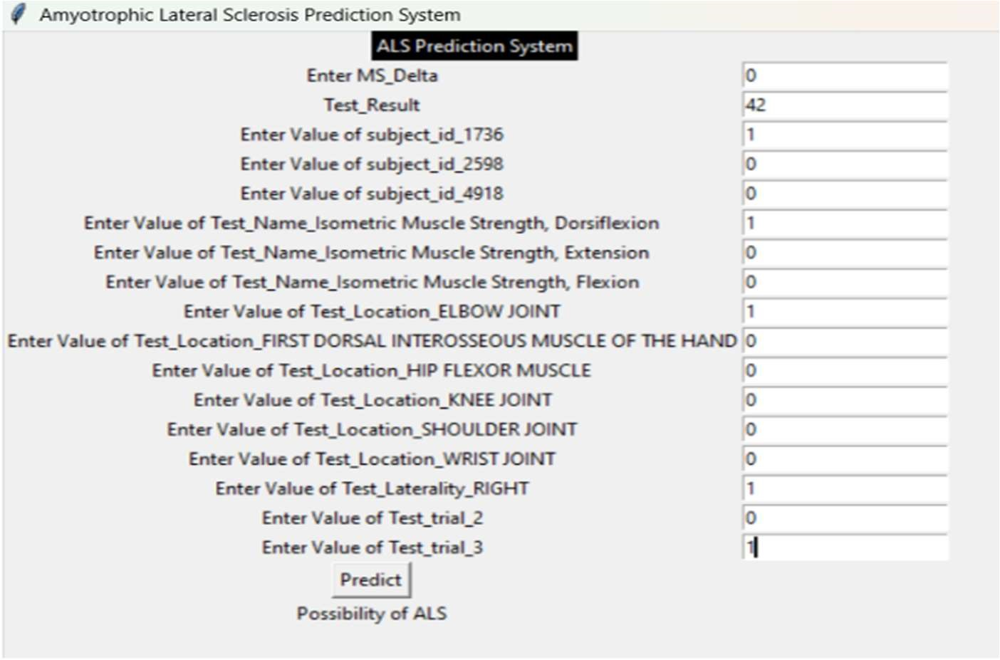 Amyotrophic Lateral Sclerosis Prediction System
ALS Prediction System
Enter MS_Delta 0
Test_Result 42
Enter Value of subject_id_1736 1
Enter Value of subject_id_2598 0
Enter Value of subject_id_4918 0
Enter Value of Test_Name_Isometric Muscle Strength, Dorsiflexion 1
Enter Value of Test_Name_Isometric Muscle Strength, Extension 0
Enter Value of Test_Name_Isometric Muscle Strength, Flexion 0
Enter Value of Test_Location_ELBOW JOINT 1
Enter Value of Test_Location_FIRST DORSAL INTEROSSEOUS MUSCLE OF THE HAND 0
Enter Value of Test_Location_HIP FLEXOR MUSCLE 0
Enter Value of Test_Location_KNEE JOINT 0
Enter Value of Test_Location_SHOULDER JOINT 0
Enter Value of Test_Location_WRIST JOINT 0
Enter Value of Test_Laterality_RIGHT 1
Enter Value of Test_trial_2 0
Enter Value of Test_trial_3 1
Predict
Possibility of ALS